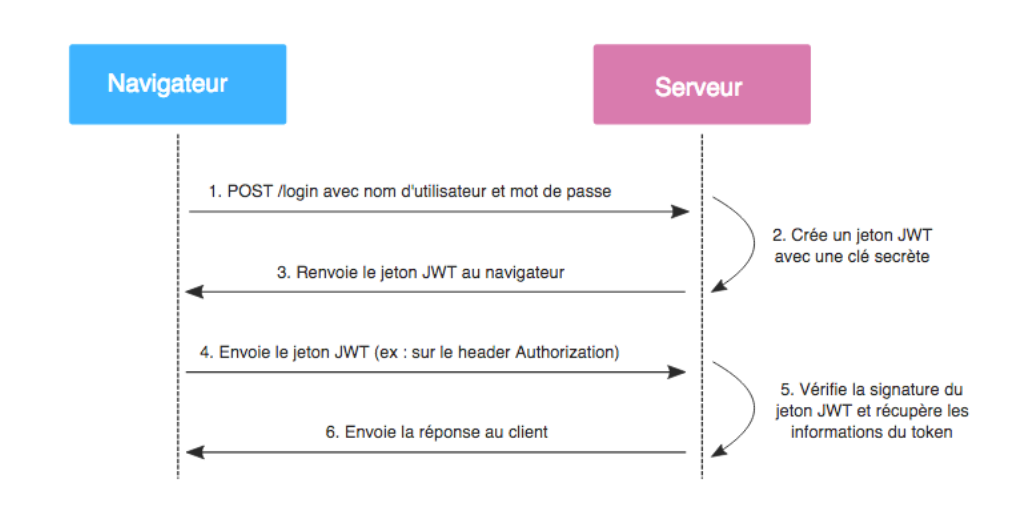 Navigateur
Serveur
1. POST /login avec nom d'utilisateur et mot de passe
2. Crée un jeton JWT
avec une clé secrète
3. Renvoie le jeton JWT au navigateur
4. Envoie le jeton JWT (ex : sur le header Authorization)
5. Vérifie la signature du
jeton JWT et récupère les
informations du token
6. Envoie la réponse au client